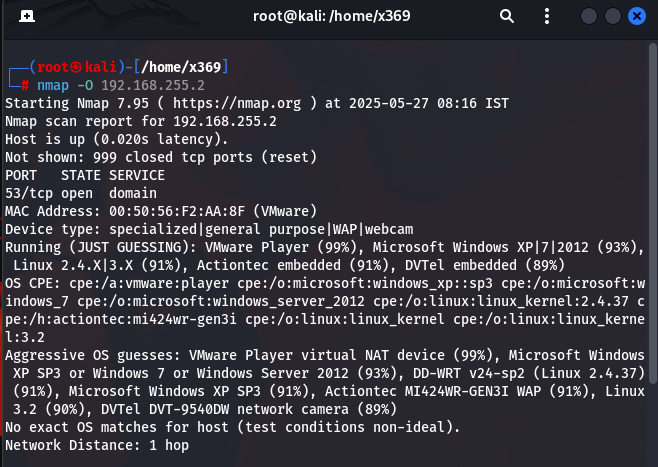 root@kali: /home/x369
┌──(root㉿kali)-[/home/x369]
└─# nmap -O 192.168.255.2
Starting Nmap 7.95 ( https://nmap.org ) at 2025-05-27 08:16 IST
Nmap scan report for 192.168.255.2
Host is up (0.020s latency).
Not shown: 999 closed tcp ports (reset)
PORT   STATE SERVICE
53/tcp open  domain
MAC Address: 00:50:56:F2:AA:8F (VMware)
Device type: specialized|general purpose|WAP|webcam
Running (JUST GUESSING): VMware Player (99%), Microsoft Windows XP|7|2012 (93%),
 Linux 2.4.X|3.X (91%), Actiontec embedded (91%), DVTel embedded (89%)
OS CPE: cpe:/a:vmware:player cpe:/o:microsoft:windows_xp::sp3 cpe:/o:microsoft:w
indows_7 cpe:/o:microsoft:windows_server_2012 cpe:/o:linux:linux_kernel:2.4.37 c
pe:/h:actiontec:mi424wr-gen3i cpe:/o:linux:linux_kernel cpe:/o:linux:linux_kerne
l:3.2
Aggressive OS guesses: VMware Player virtual NAT device (99%), Microsoft Windows
 XP SP3 or Windows 7 or Windows Server 2012 (93%), DD-WRT v24-sp2 (Linux 2.4.37)
 (91%), Microsoft Windows XP SP3 (91%), Actiontec MI424WR-GEN3I WAP (91%), Linux
 3.2 (90%), DVTel DVT-9540DW network camera (89%)
No exact OS matches for host (test conditions non-ideal).
Network Distance: 1 hop